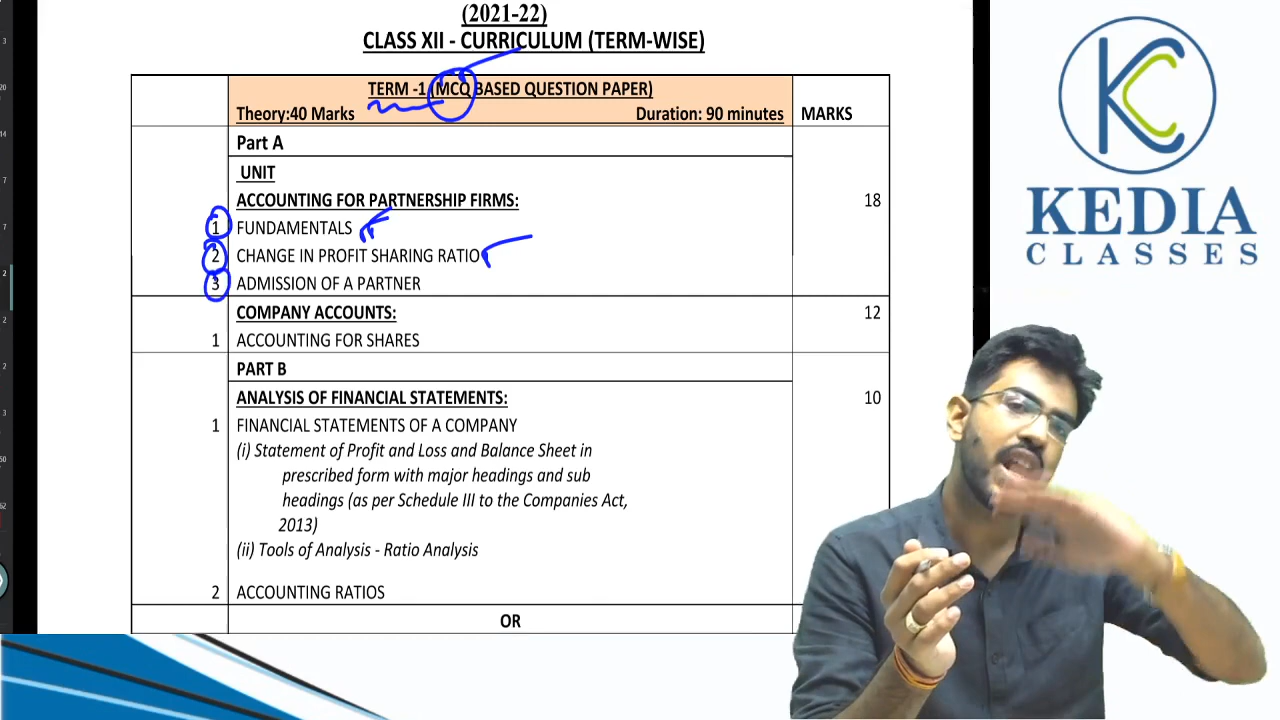 (2021-22)
CLASS XII - CURRICULUM (TERM-WISE)
TERM -1 (MCQ BASED QUESTION PAPER)
Theory:40 Marks Duration: 90 minutes MARKS
Part A
UNIT
ACCOUNTING FOR PARTNERSHIP FIRMS: 18
1 FUNDAMENTALS
2 CHANGE IN PROFIT SHARING RATIO
3 ADMISSION OF A PARTNER
COMPANY ACCOUNTS: 12
1 ACCOUNTING FOR SHARES
PART B
ANALYSIS OF FINANCIAL STATEMENTS: 10
1 FINANCIAL STATEMENTS OF A COMPANY
(i) Statement of Profit and Loss and Balance Sheet in
prescribed form with major headings and sub
headings (as per Schedule III to the Companies Act,
2013)
(ii) Tools of Analysis - Ratio Analysis
2 ACCOUNTING RATIOS
OR
KC
KEDIA
CLASSES